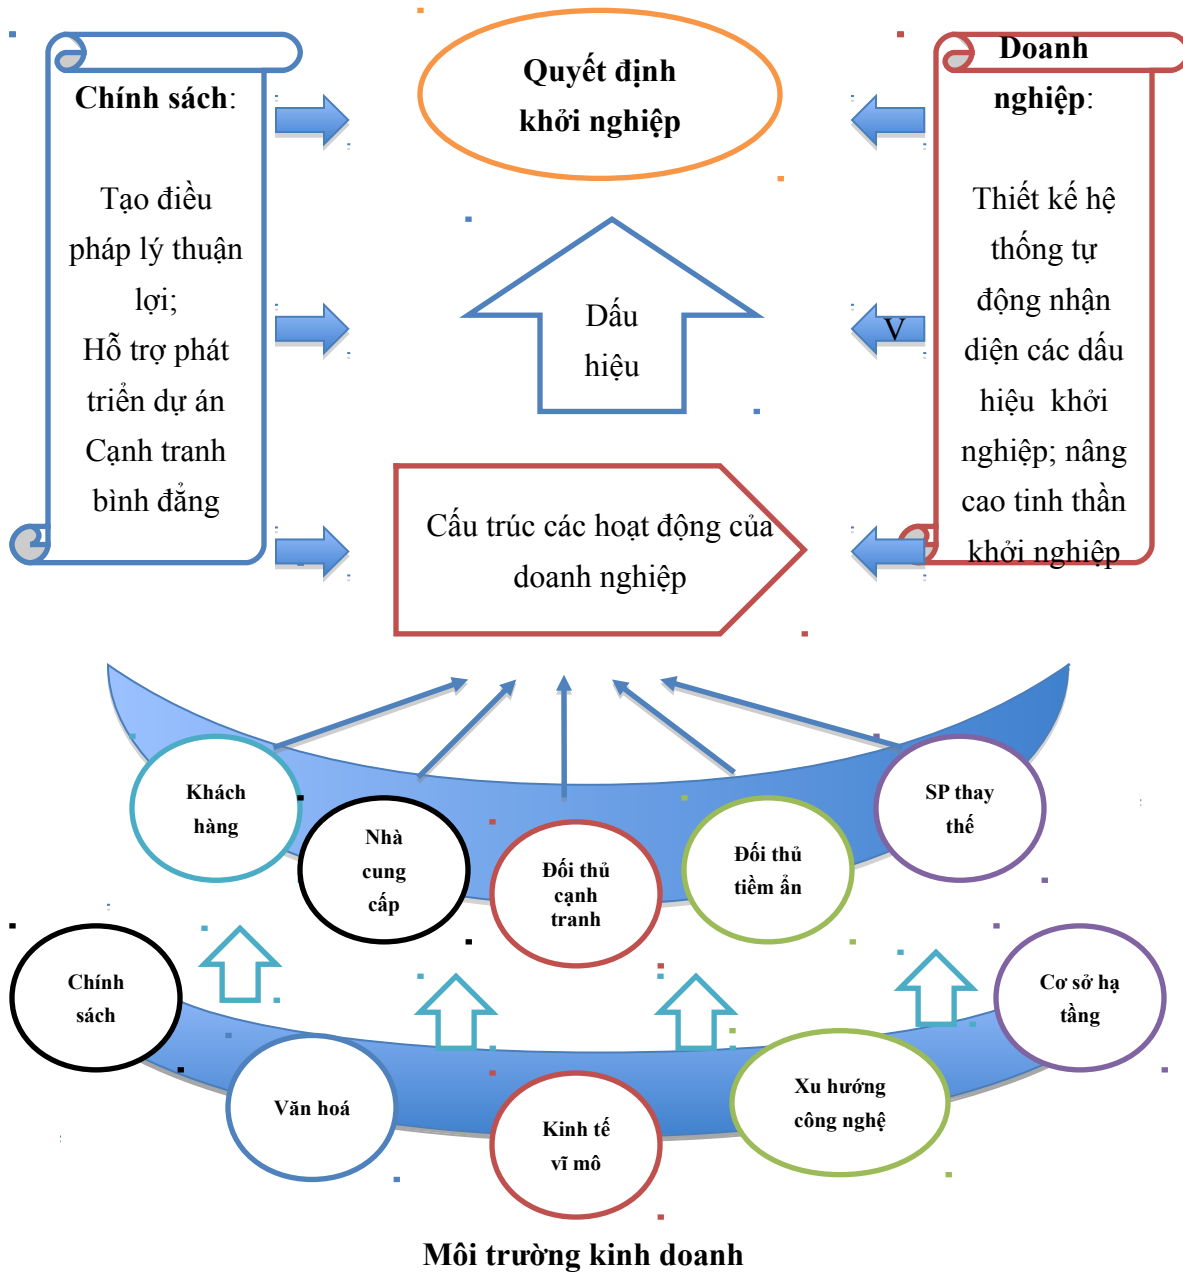 Chính sách:
Tạo điều
pháp lý thuận
lợi;
Hỗ trợ phát
triển dự án
Cạnh tranh
bình đẳng
Quyết định
khởi nghiệp
Doanh
nghiệp:
Thiết kế hệ
thống tự
động nhận
diện các dấu
hiệu khởi
nghiệp; nâng
cao tinh thần
khởi nghiệp
V
Dấu
hiệu
Cấu trúc các hoạt động của
doanh nghiệp
Khách
hàng
Nhà
cung
cấp
Đối thủ
cạnh
tranh
Đối thủ
tiềm ẩn
SP thay
thế
Chính
sách
Văn hoá
Kinh tế
vĩ mô
Xu hướng
công nghệ
Cơ sở hạ
tầng
Môi trường kinh doanh